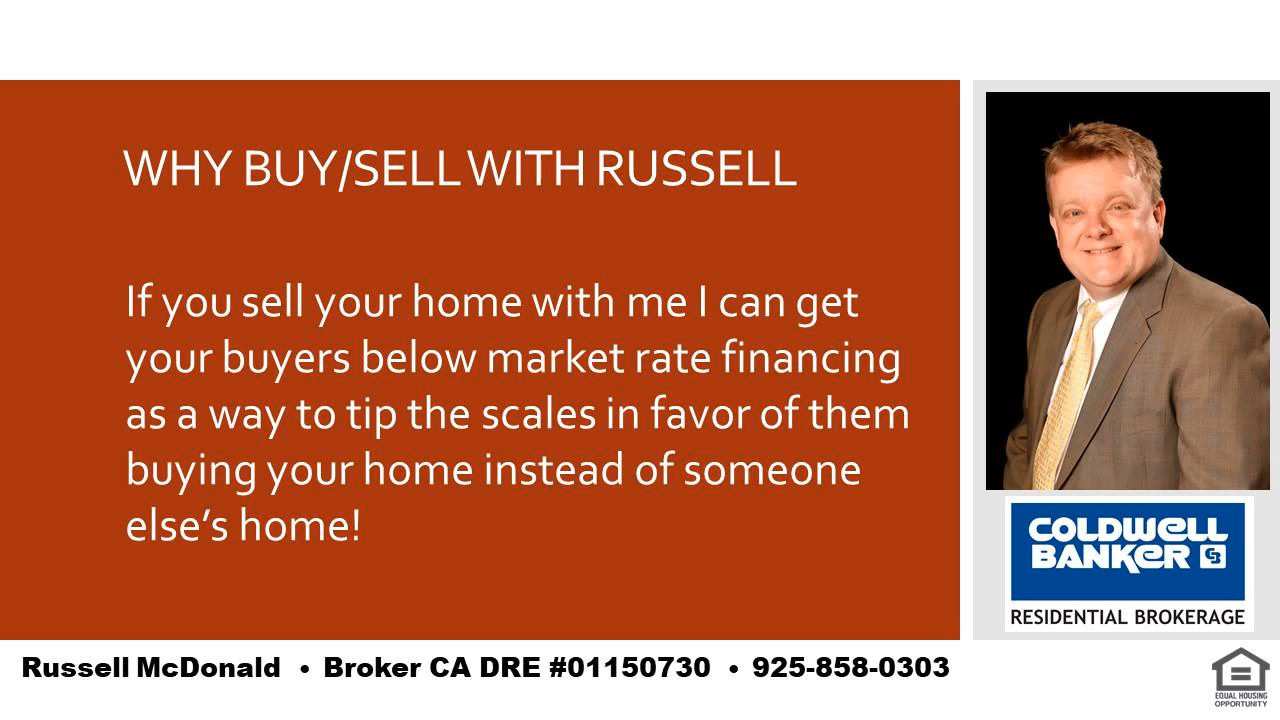 WHY BUY/SELL WITH RUSSELL
If you sell your home with me I can get
your buyers below market rate financing
as a way to tip the scales in favor of them
buying your home instead of someone
else’s home!
COLDWELL
BANKER CB
RESIDENTIAL BROKERAGE
Russell McDonald • Broker CA DRE #01150730 • 925-858-0303
EQUAL HOUSING
OPPORTUNITY